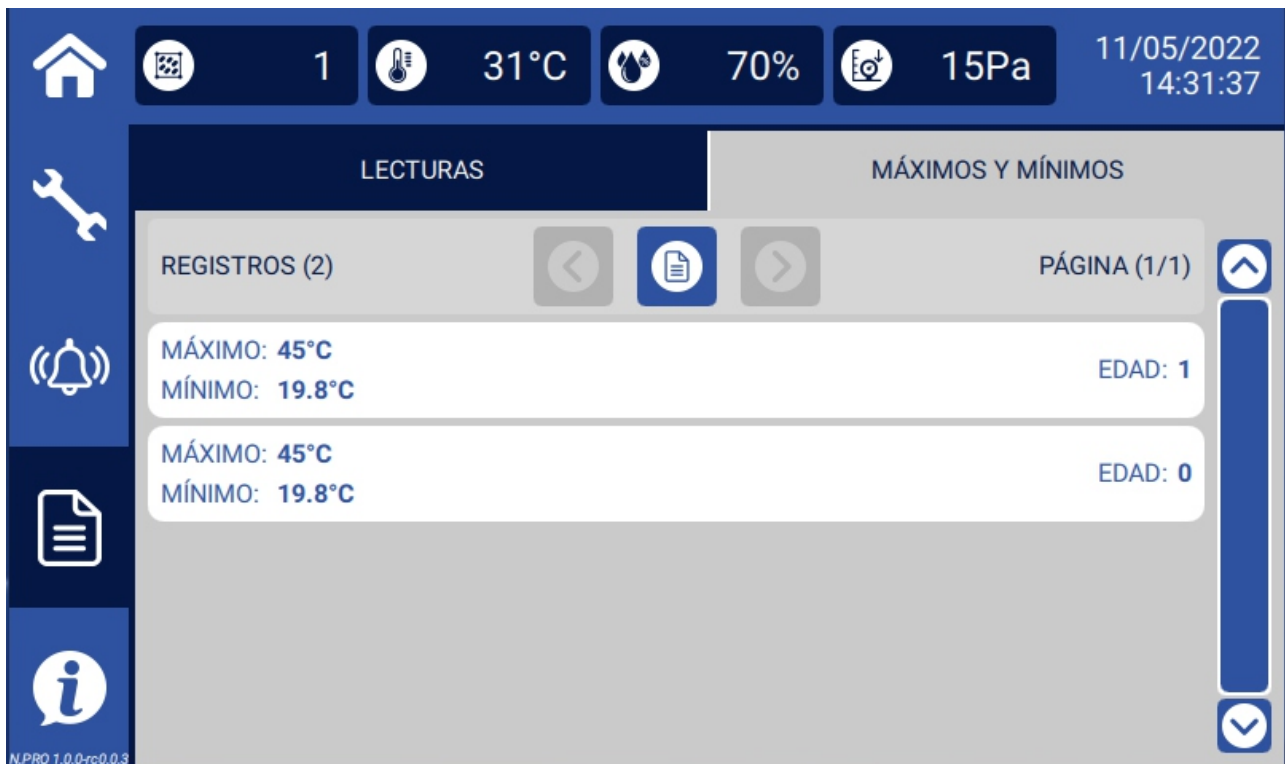 1
31°C
70%
15Pa
11/05/2022
14:31:37
LECTURAS
MÁXIMOS Y MÍNIMOS
REGISTROS (2)
PÁGINA (1/1)
MÁXIMO: 45°C
MÍNIMO: 19.8°C
EDAD: 1
MÁXIMO: 45°C
MÍNIMO: 19.8°C
EDAD: 0
N.PRO 1.0.0-rc0.0.3